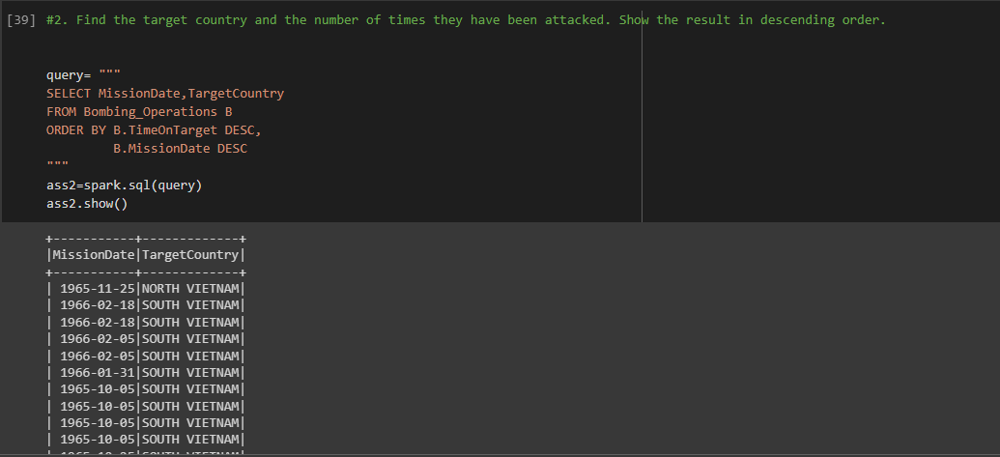 [39] #2. Find the target country and the number of times they have been attacked. Show the result in descending order.
query= """
SELECT MissionDate,TargetCountry
FROM Bombing_Operations B
ORDER BY B.TimeOnTarget DESC,
         B.MissionDate DESC
"""
ass2=spark.sql(query)
ass2.show()
+-----------+-------------+
|MissionDate|TargetCountry|
+-----------+-------------+
| 1965-11-25|NORTH VIETNAM|
| 1966-02-18|SOUTH VIETNAM|
| 1966-02-18|SOUTH VIETNAM|
| 1966-02-05|SOUTH VIETNAM|
| 1966-02-05|SOUTH VIETNAM|
| 1966-01-31|SOUTH VIETNAM|
| 1965-10-05|SOUTH VIETNAM|
| 1965-10-05|SOUTH VIETNAM|
| 1965-10-05|SOUTH VIETNAM|
| 1965-10-05|SOUTH VIETNAM|